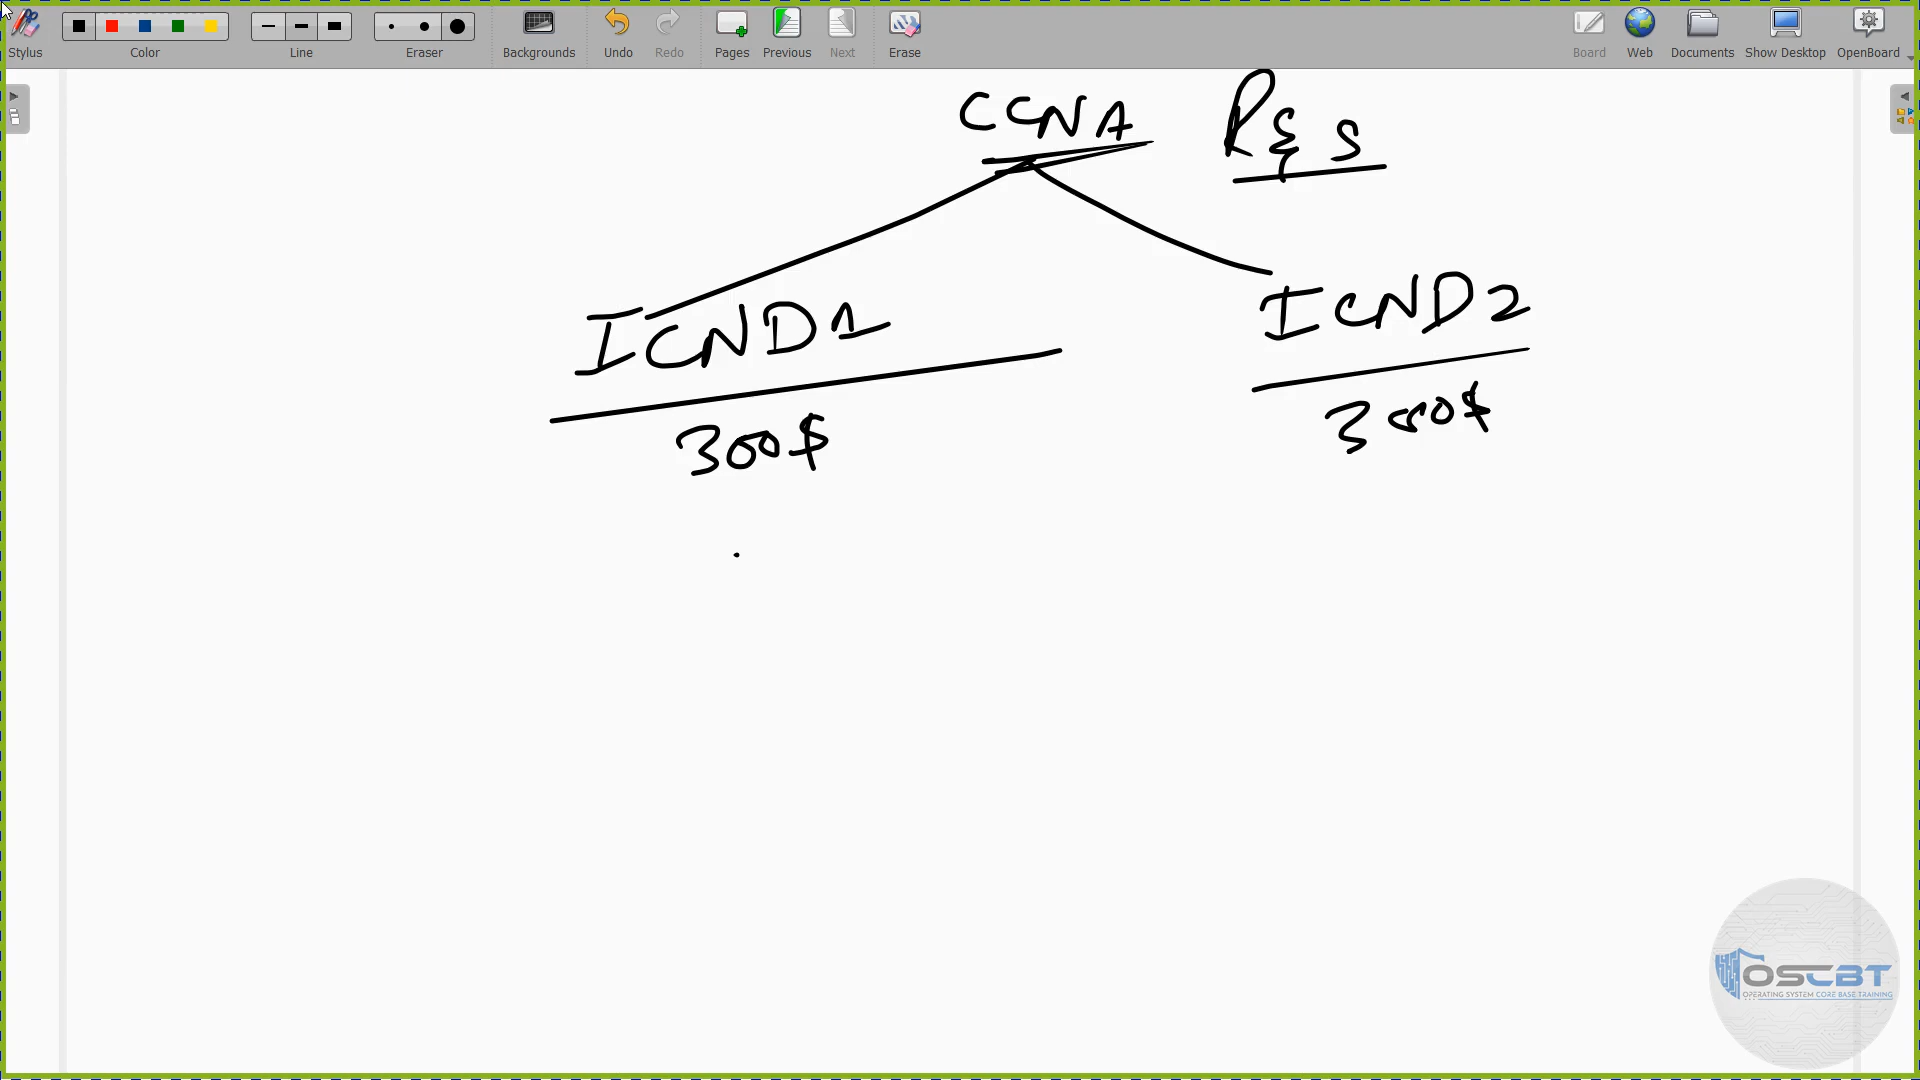 Stylus
Color
Line
Eraser
Backgrounds
Undo
Redo
Pages
Previous
Next
Erase
Board
Web
Documents
Show Desktop
OpenBoard
CCNA R&S
ICND1 ICND2
300$ 300$
OSCBT
OPERATING SYSTEM CORE BASE TRAINING